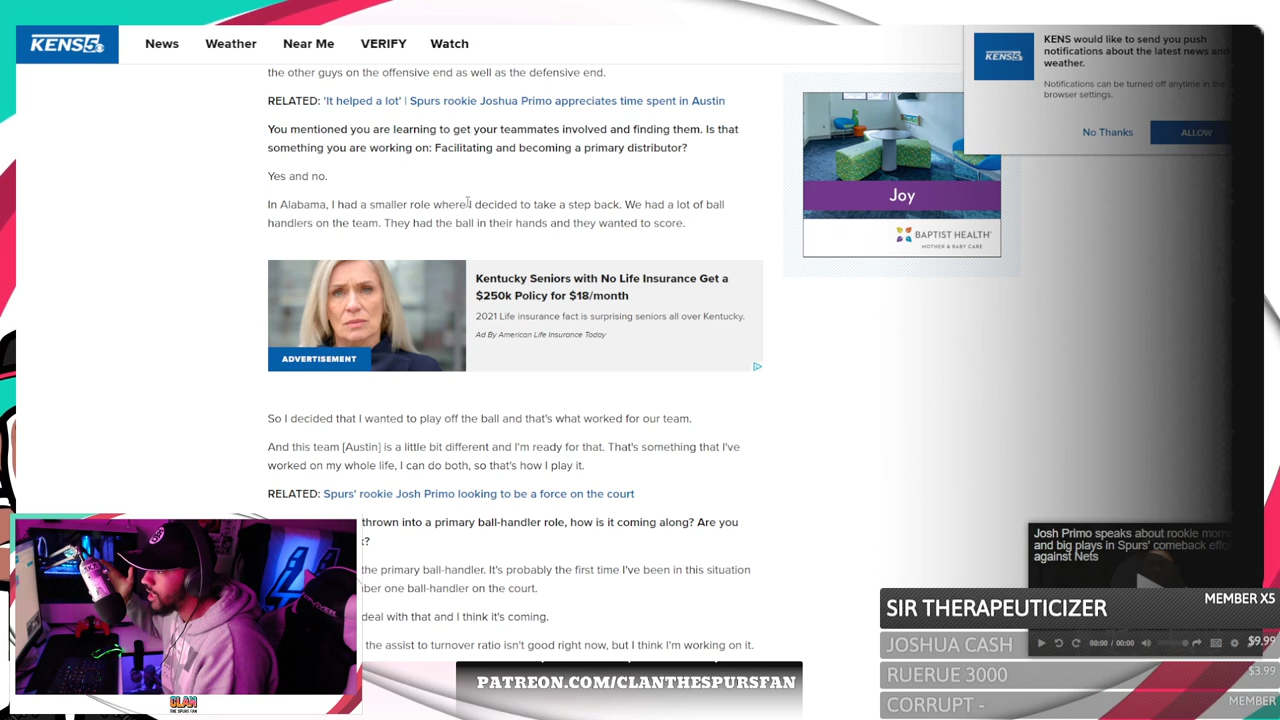 KENS5
News
Weather
Near Me
VERIFY
Watch
KENS would like to send you push
notifications about the latest news and
weather.
Notifications can be turned off anytime in the
browser settings.
No Thanks
ALLOW
the other guys on the offensive end as well as the defensive end.
RELATED: 'It helped a lot' | Spurs rookie Joshua Primo appreciates time spent in Austin
You mentioned you are learning to get your teammates involved and finding them. Is that
something you are working on: Facilitating and becoming a primary distributor?
Yes and no.
In Alabama, I had a smaller role where I decided to take a step back. We had a lot of ball
handlers on the team. They had the ball in their hands and they wanted to score.
Joy
BAPTIST HEALTH
MOTHER & BABY CARE
Kentucky Seniors with No Life Insurance Get a
$250k Policy for $18/month
2021 Life insurance fact is surprising seniors all over Kentucky.
Ad By American Life Insurance Today
ADVERTISEMENT
So I decided that I wanted to play off the ball and that's what worked for our team.
And this team [Austin] is a little bit different and I'm ready for that. That's something that I've
worked on my whole life, I can do both, so that's how I play it.
RELATED: Spurs' rookie Josh Primo looking to be a force on the court
thrown into a primary ball-handler role, how is it coming along? Are you
?
the primary ball-handler. It's probably the first time I've been in this situation
ber one ball-handler on the court.
deal with that and I think it's coming.
the assist to turnover ratio isn't good right now, but I think I'm working on it.
Josh Primo speaks about rookie mom
and big plays in Spurs' comeback effo
against Nets
SIR THERAPEUTICIZER
MEMBER X5
JOSHUA CASH
00:00 / 00:00
$9.99
RUERUE 3000
$3.99
CORRUPT -
MEMBER
PATREON.COM/CLANTHESPURSFAN
CLAN
THE SPURS FAN